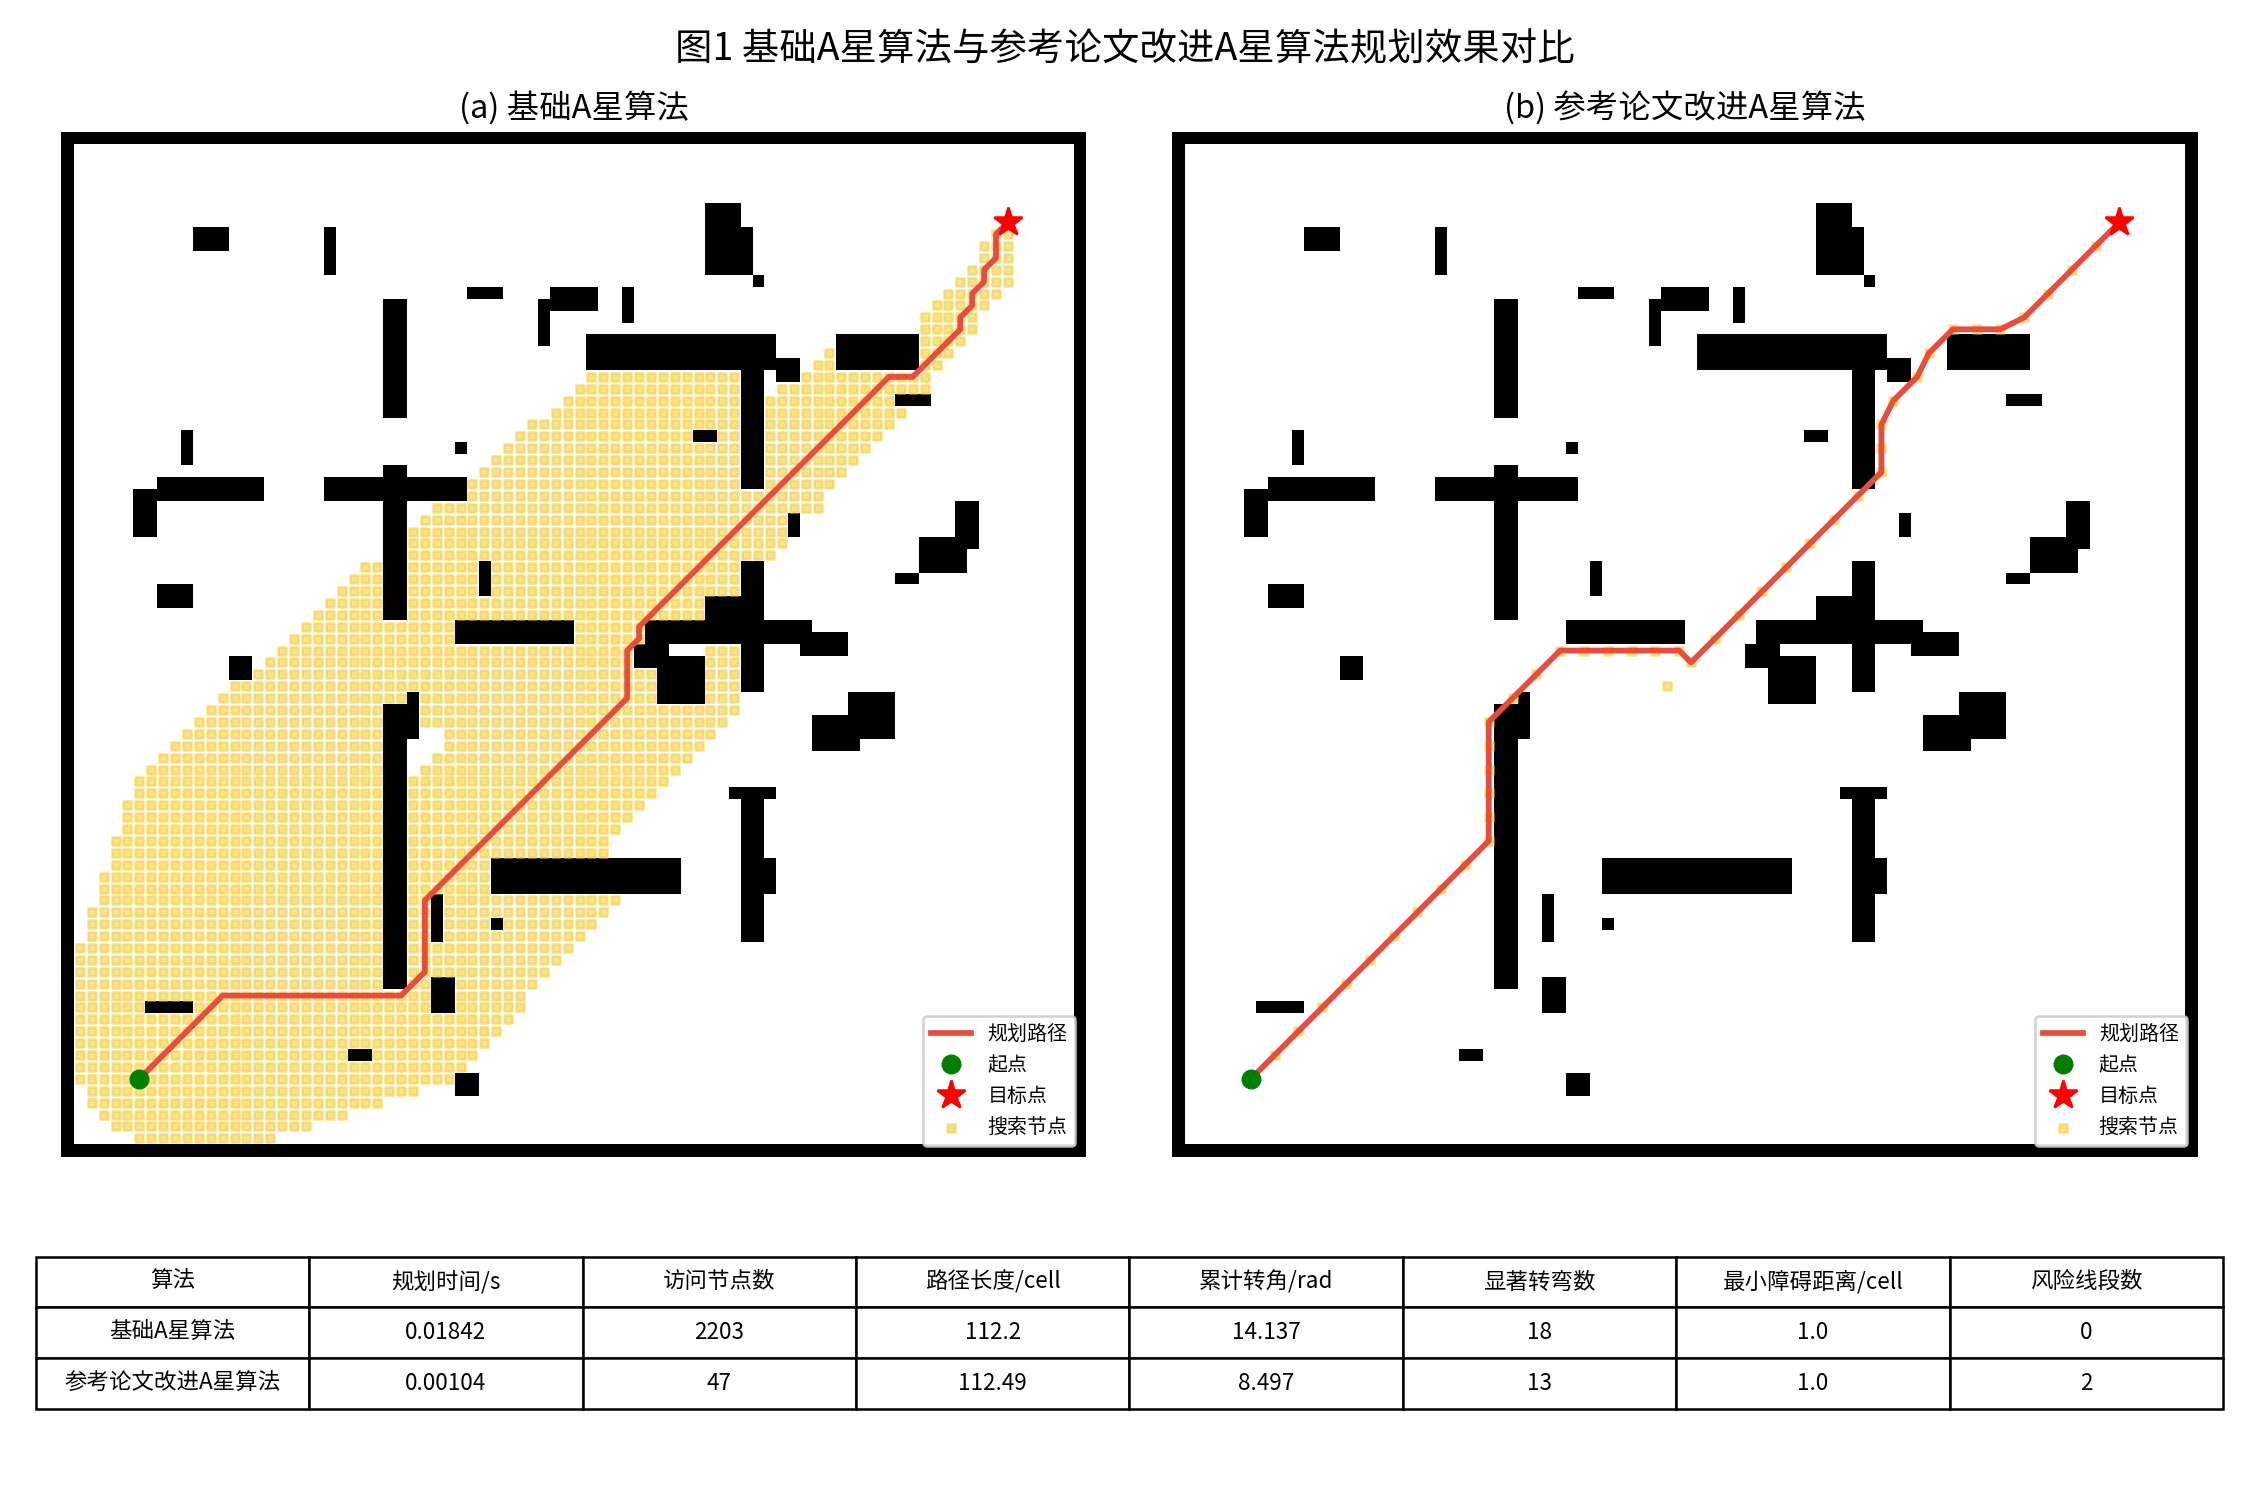 图1 基础A星算法与参考论文改进A星算法规划效果对比
(a) 基础A星算法
(b) 参考论文改进A星算法
规划路径
起点
目标点
搜索节点
规划路径
起点
目标点
搜索节点
算法 规划时间/s 访问节点数 路径长度/cell 累计转角/rad 显著转弯数 最小障碍距离/cell 风险线段数
基础A星算法 0.01842 2203 112.2 14.137 18 1.0 0
参考论文改进A星算法 0.00104 47 112.49 8.497 13 1.0 2